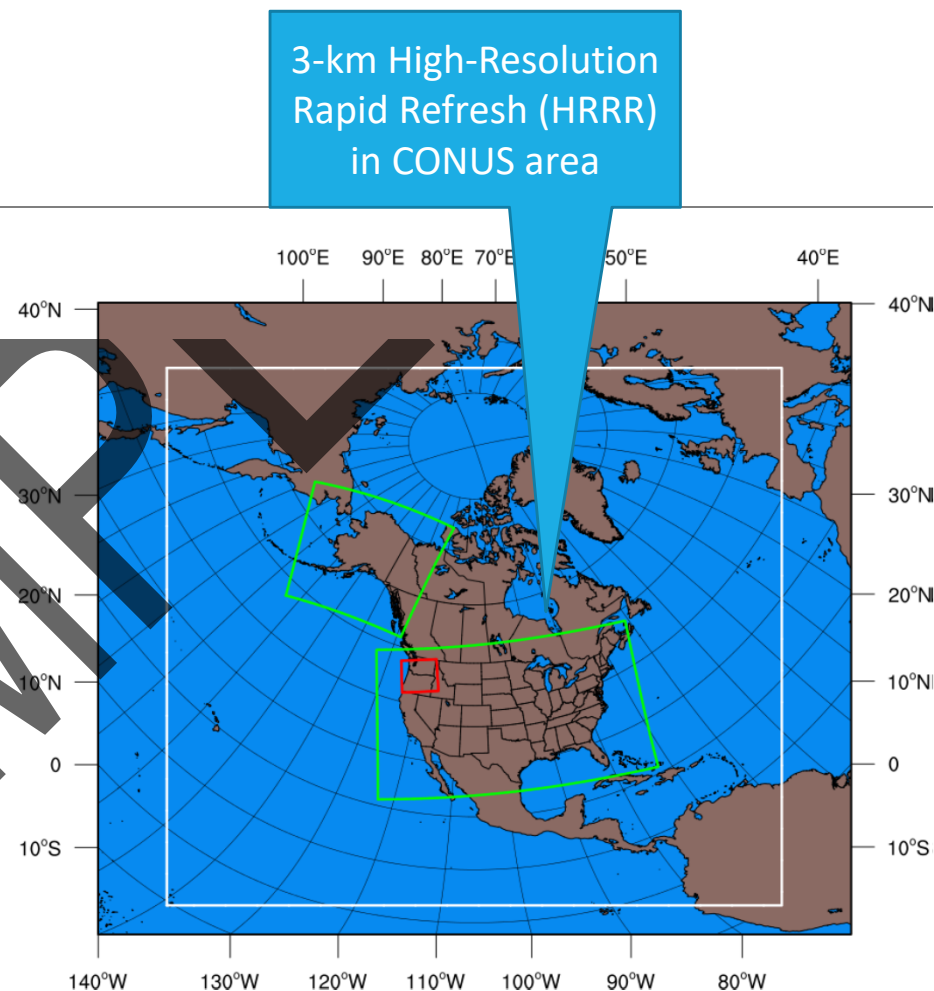 3-km High-Resolution
Rapid Refresh (HRRR)
in CONUS area
100°E 90°E 80°E 70°E 50°E 40°E
40°N 40°N
30°N 30°N
20°N 20°N
10°N 10°N
0 0
10°S 10°S
140°W 130°W 120°W 110°W 100°W 90°W 80°W